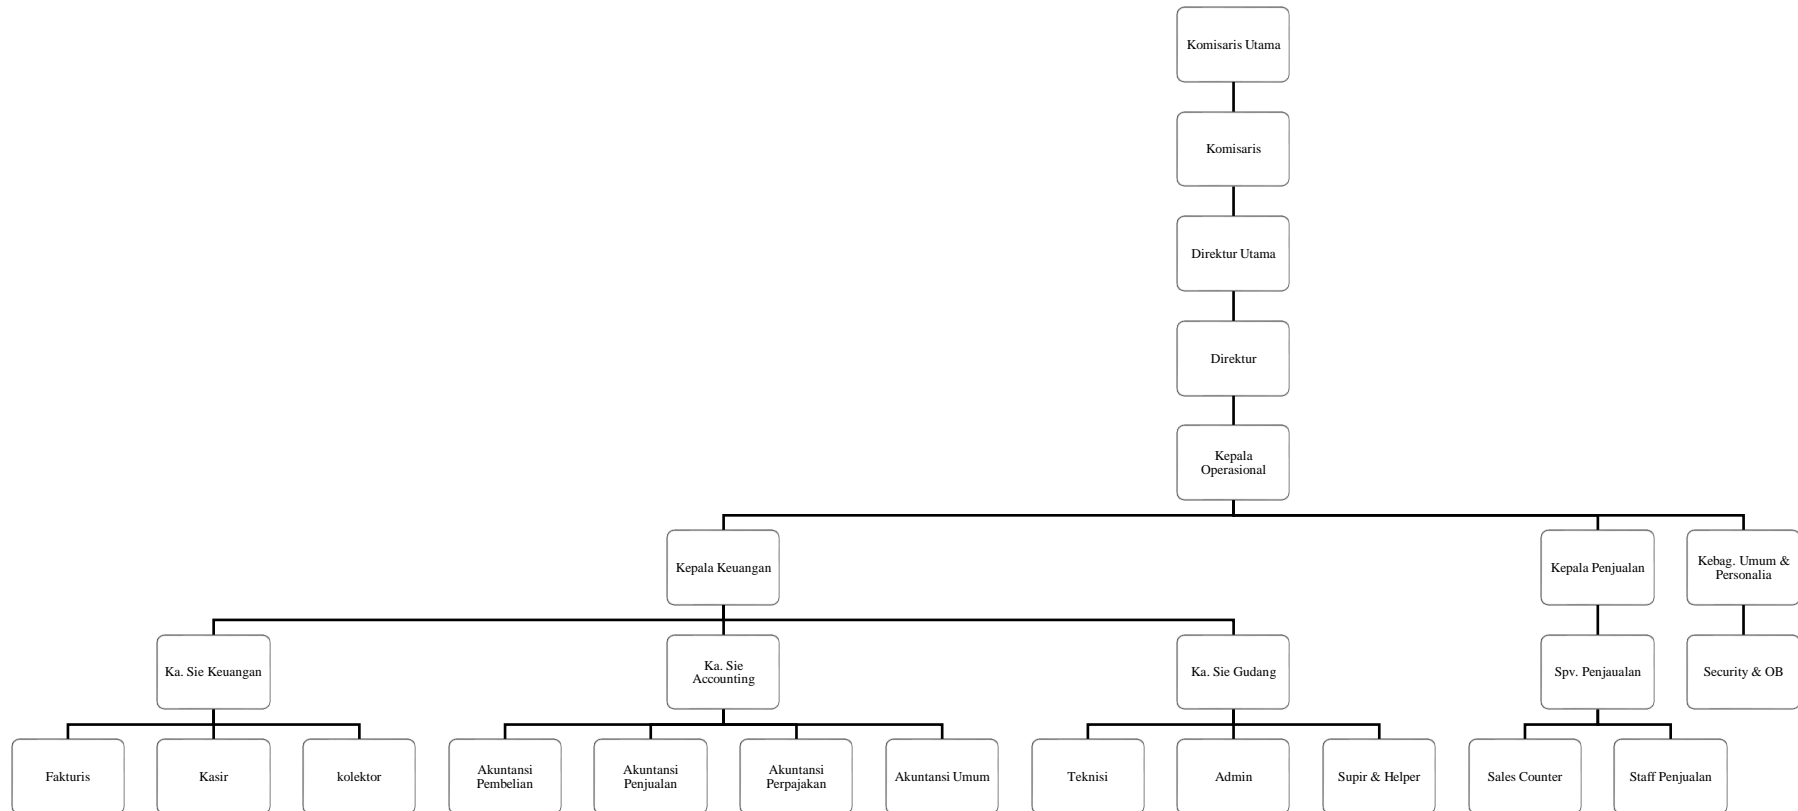 Komisaris Utama
Komisaris
Direktur Utama
Direktur
Kepala
Operasional
Kepala Keuangan
Kepala Penjualan
Kebag. Umum &
Personalia
Ka. Sie Keuangan
Ka. Sie
Accounting
Ka. Sie Gudang
Spv. Penjaualan
Security & OB
Fakturis
Kasir
kolektor
Akuntansi
Pembelian
Akuntansi
Penjualan
Akuntansi
Perpajakan
Akuntansi Umum
Teknisi
Admin
Supir & Helper
Sales Counter
Staff Penjualan